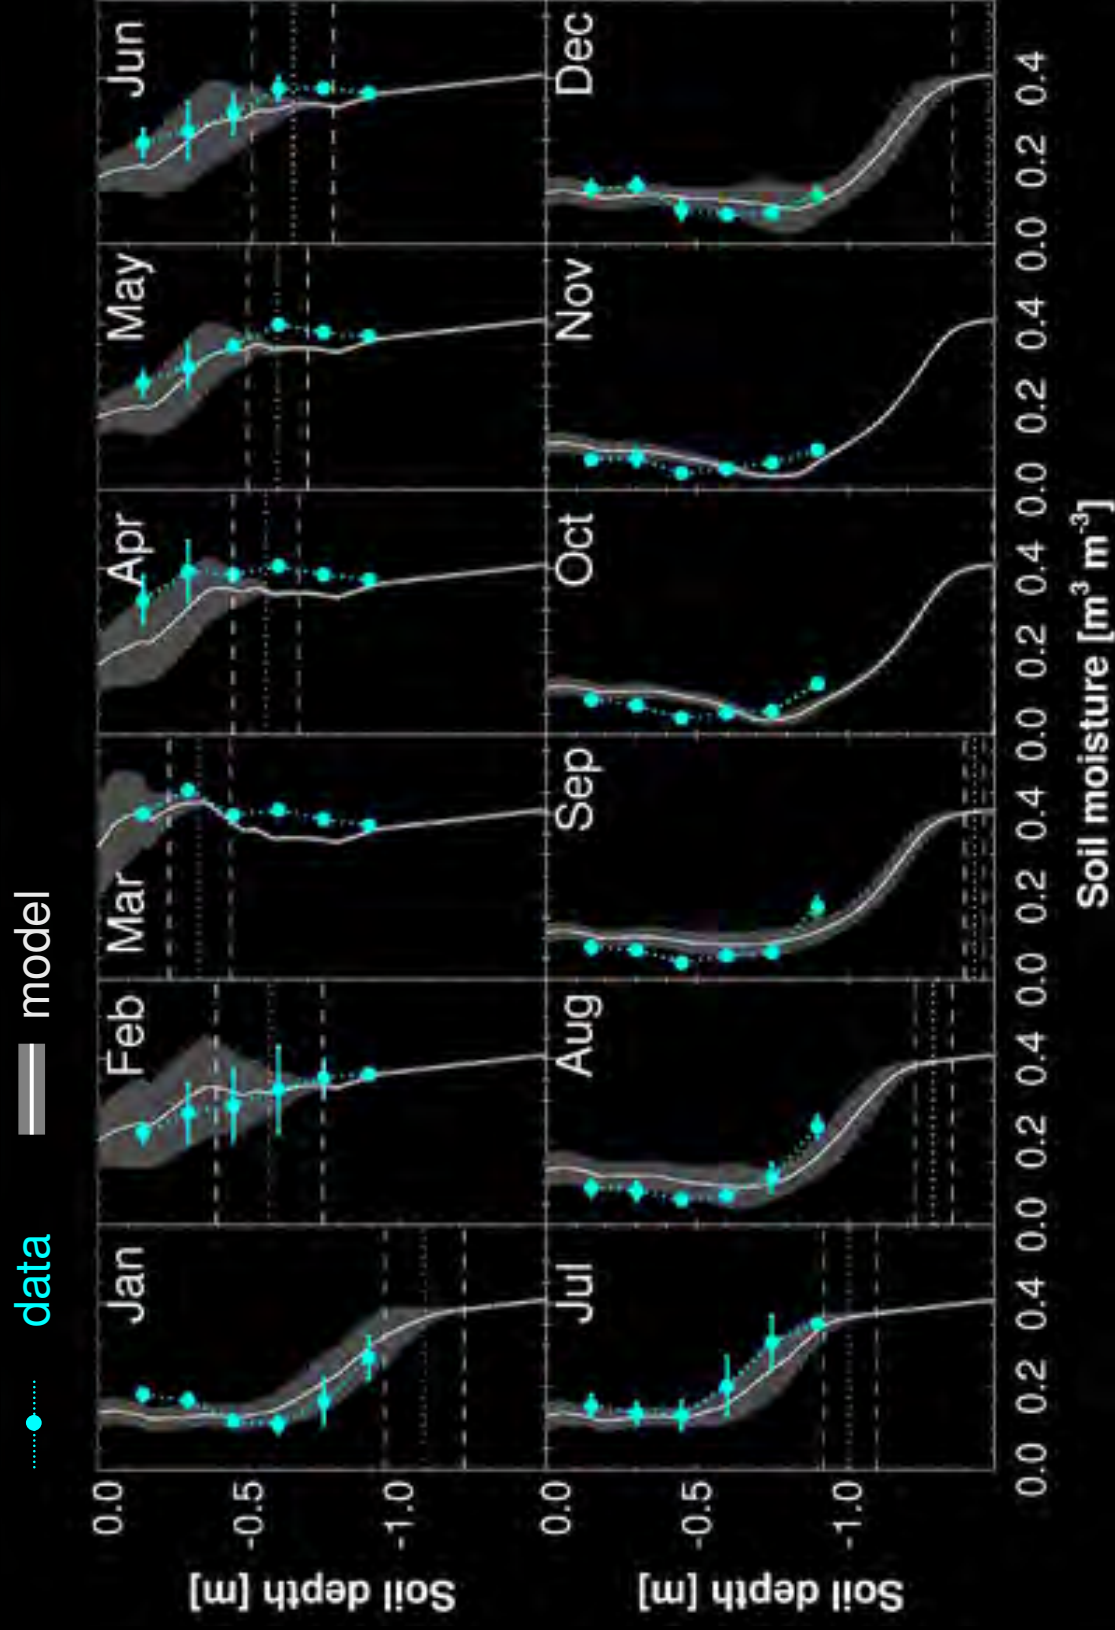 data model
Jan Feb Mar Apr May Jun
0.0
-0.5
-1.0
Soil depth [m]
Jul Aug Sep Oct Nov Dec
0.0
-0.5
-1.0
Soil depth [m]
0.0 0.2 0.4 0.0 0.2 0.4 0.0 0.2 0.4 0.0 0.2 0.4 0.0 0.2 0.4 0.0 0.2 0.4
Soil moisture [m³ m⁻³]